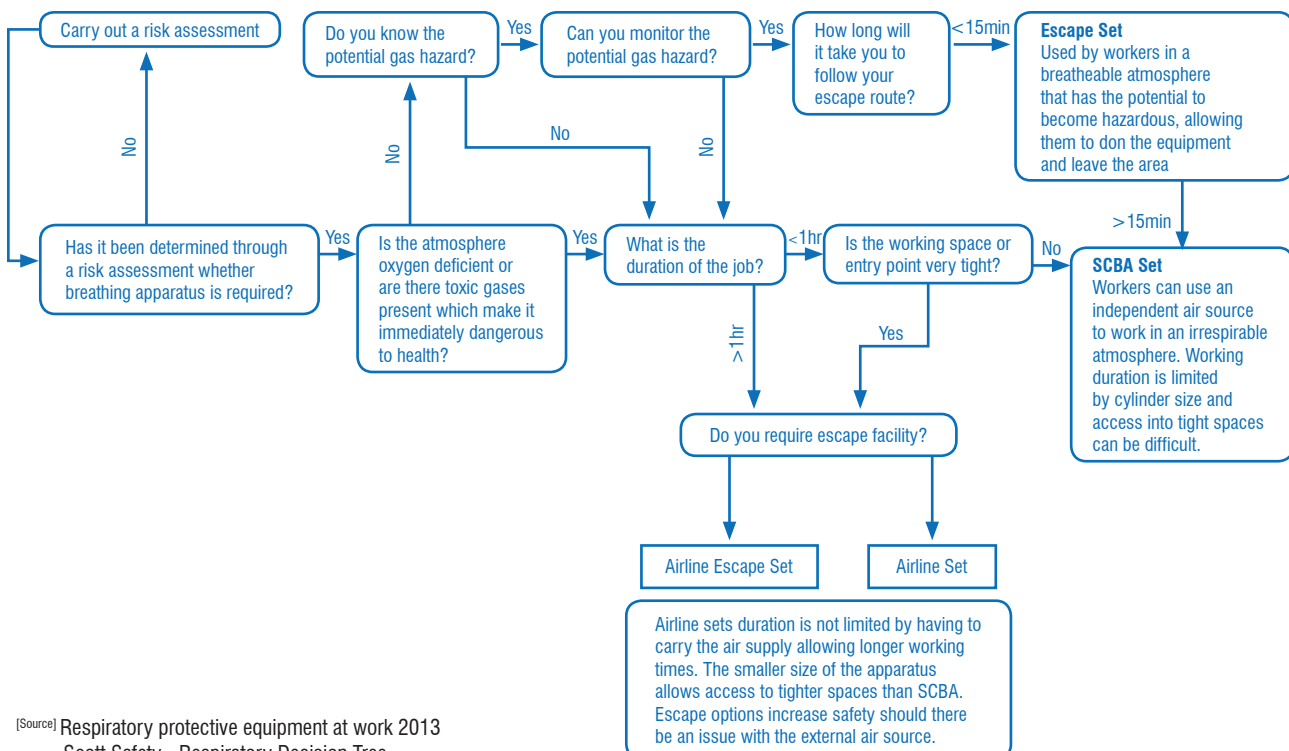 Carry out a risk assessment
Do you know the
potential gas hazard?
Yes
Can you monitor the
potential gas hazard?
Yes
How long will
it take you to
follow your
escape route?
<15min
Escape Set
Used by workers in a
breatheable atmosphere
that has the potential to
become hazardous, allowing
them to don the equipment
and leave the area
No
No
No
No
>15min
Has it been determined through
a risk assessment whether
breathing apparatus is required?
Yes
Is the atmosphere
oxygen deficient or
are there toxic gases
present which make it
immediately dangerous
to health?
Yes
What is the
duration of the job?
<1hr
Is the working space or
entry point very tight?
No
SCBA Set
Workers can use an
independent air source
to work in an irrespirable
atmosphere. Working
duration is limited
by cylinder size and
access into tight spaces
can be difficult.
>1hr
Yes
Do you require escape facility?
Airline Escape Set
Airline Set
Airline sets duration is not limited by having to
carry the air supply allowing longer working
times. The smaller size of the apparatus
allows access to tighter spaces than SCBA.
Escape options increase safety should there
be an issue with the external air source.
[Source] Respiratory protective equipment at work 2013
Scott Safety - Respiratory Decision Tree